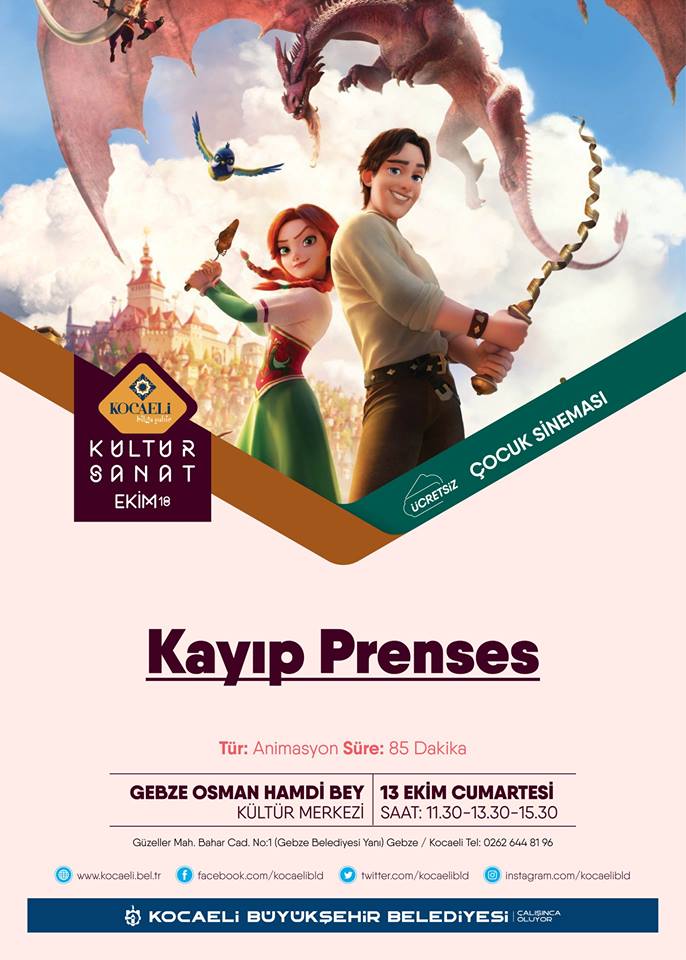 KOCAELİ
bilgi şehir
KÜLTÜR
SANAT
EKİM 18
ÜCRETSİZ
ÇOCUK SİNEMASI
Kayıp Prenses
Tür: Animasyon Süre: 85 Dakika
GEBZE OSMAN HAMDİ BEY
KÜLTÜR MERKEZİ
13 EKİM CUMARTESİ
SAAT: 11.30-13.30-15.30
Güzeller Mah. Bahar Cad. No:1 (Gebze Belediyesi Yanı) Gebze / Kocaeli Tel: 0262 644 81 96
www.kocaeli.bel.tr facebook.com/kocaelibld twitter.com/kocaelibld instagram.com/kocaelibld
KOCAELİ BÜYÜKŞEHİR BELEDİYESİ
ÇALIŞINCA
OLUYOR